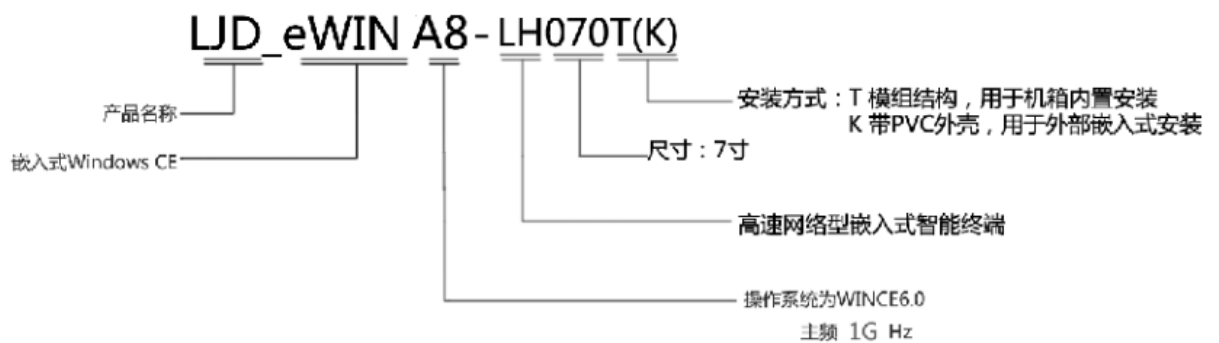 LJD_eWIN A8-LH070T(K)
产品名称
嵌入式Windows CE
安装方式：T 模组结构，用于机箱内置安装
K 带PVC外壳，用于外部嵌入式安装
尺寸：7寸
高速网络型嵌入式智能终端
操作系统为WINCE6.0
主频 1G Hz